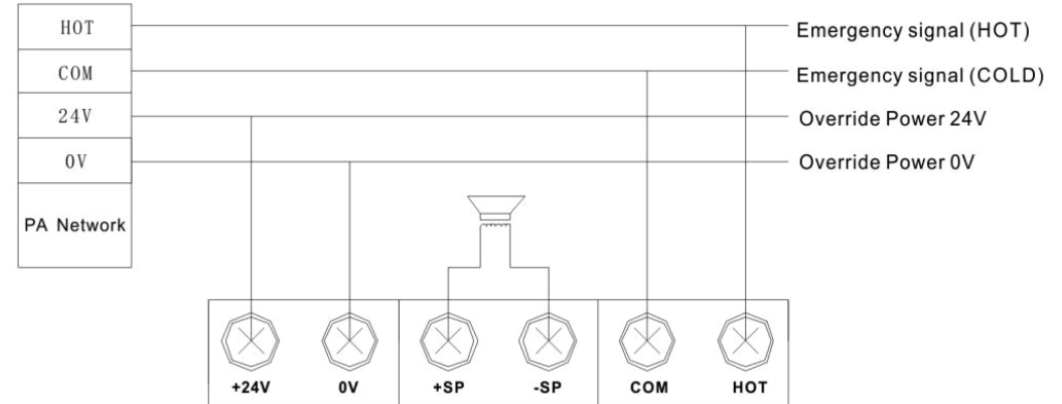 HOT
Emergency signal (HOT)
COM
Emergency signal (COLD)
24V
Override Power 24V
0V
Override Power 0V
PA Network
+24V
0V
+SP
-SP
COM
HOT